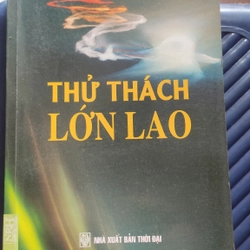 THỬ THÁCH
LỚN LAO
NHÀ XUẤT BẢN THỜI ĐẠI